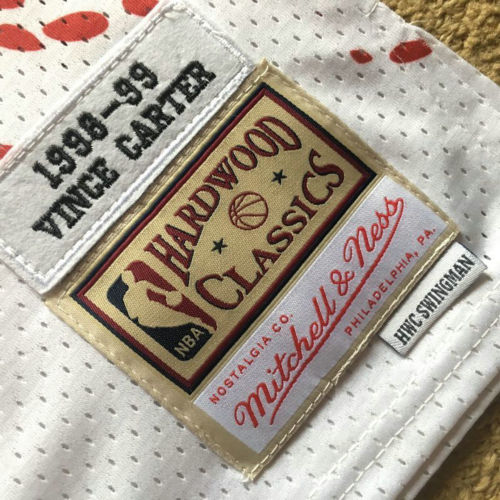 1998-99
VINCE CARTER
HARDWOOD
CLASSICS
NBA
NOSTALGIA CO.
Mitchell & Ness
PHILADELPHIA, PA.
HWC SWINGMAN